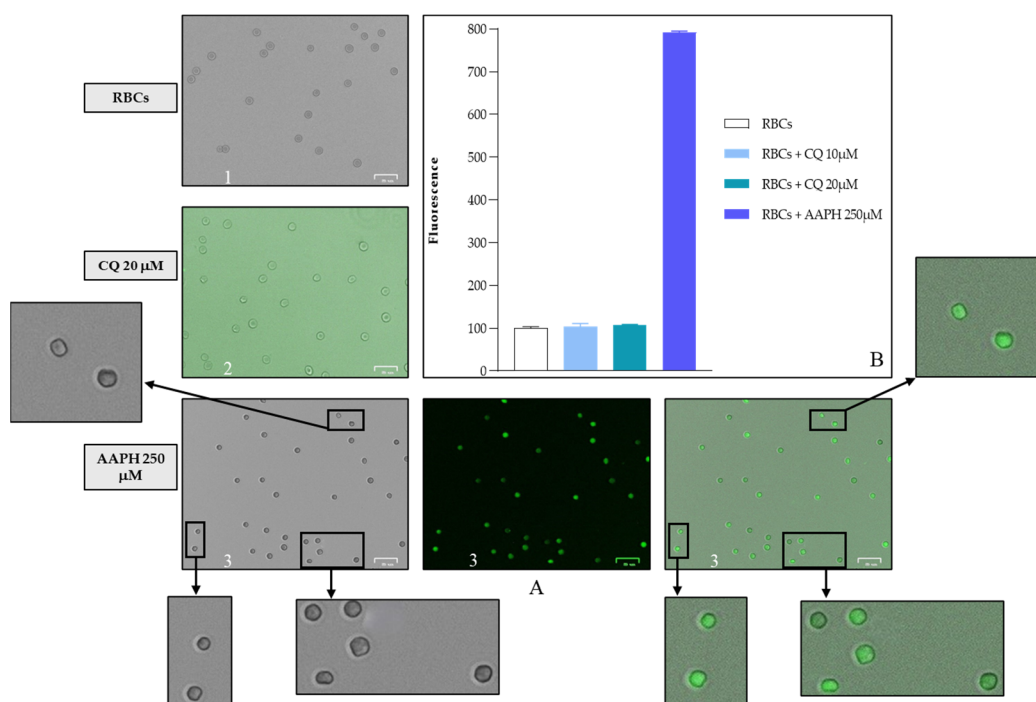 RBCs
1
CQ 20 µM
2
AAPH 250
µM
3
3
3
A
Fluorescence
800
700
600
500
400
300
200
100
0
RBCs
RBCs + CQ 10µM
RBCs + CQ 20µM
RBCs + AAPH 250µM
B